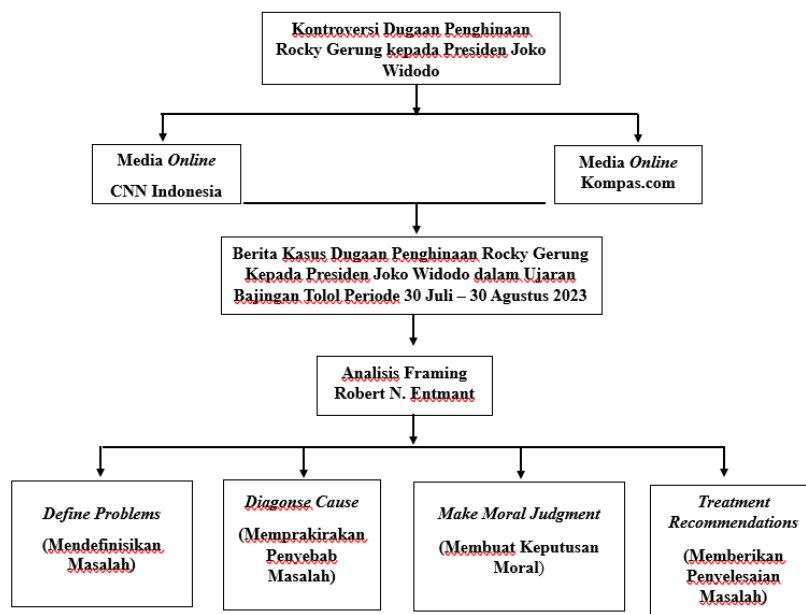 Kontroversi Dugaan Penghinaan
Rocky Gerung kepada Presiden Joko
Widodo
Media Online
CNN Indonesia
Media Online
Kompas.com
Berita Kasus Dugaan Penghinaan Rocky Gerung
Kepada Presiden Joko Widodo dalam Ujaran
Bajingan Tolol Periode 30 Juli – 30 Agustus 2023
Analisis Framing
Robert N. Entmant
Define Problems
(Mendefinisikan
Masalah)
Diagonse Cause
(Memprakirakan
Penyebab
Masalah)
Make Moral Judgment
(Membuat Keputusan
Moral)
Treatment
Recommendations
(Memberikan
Penyelesaian
Masalah)